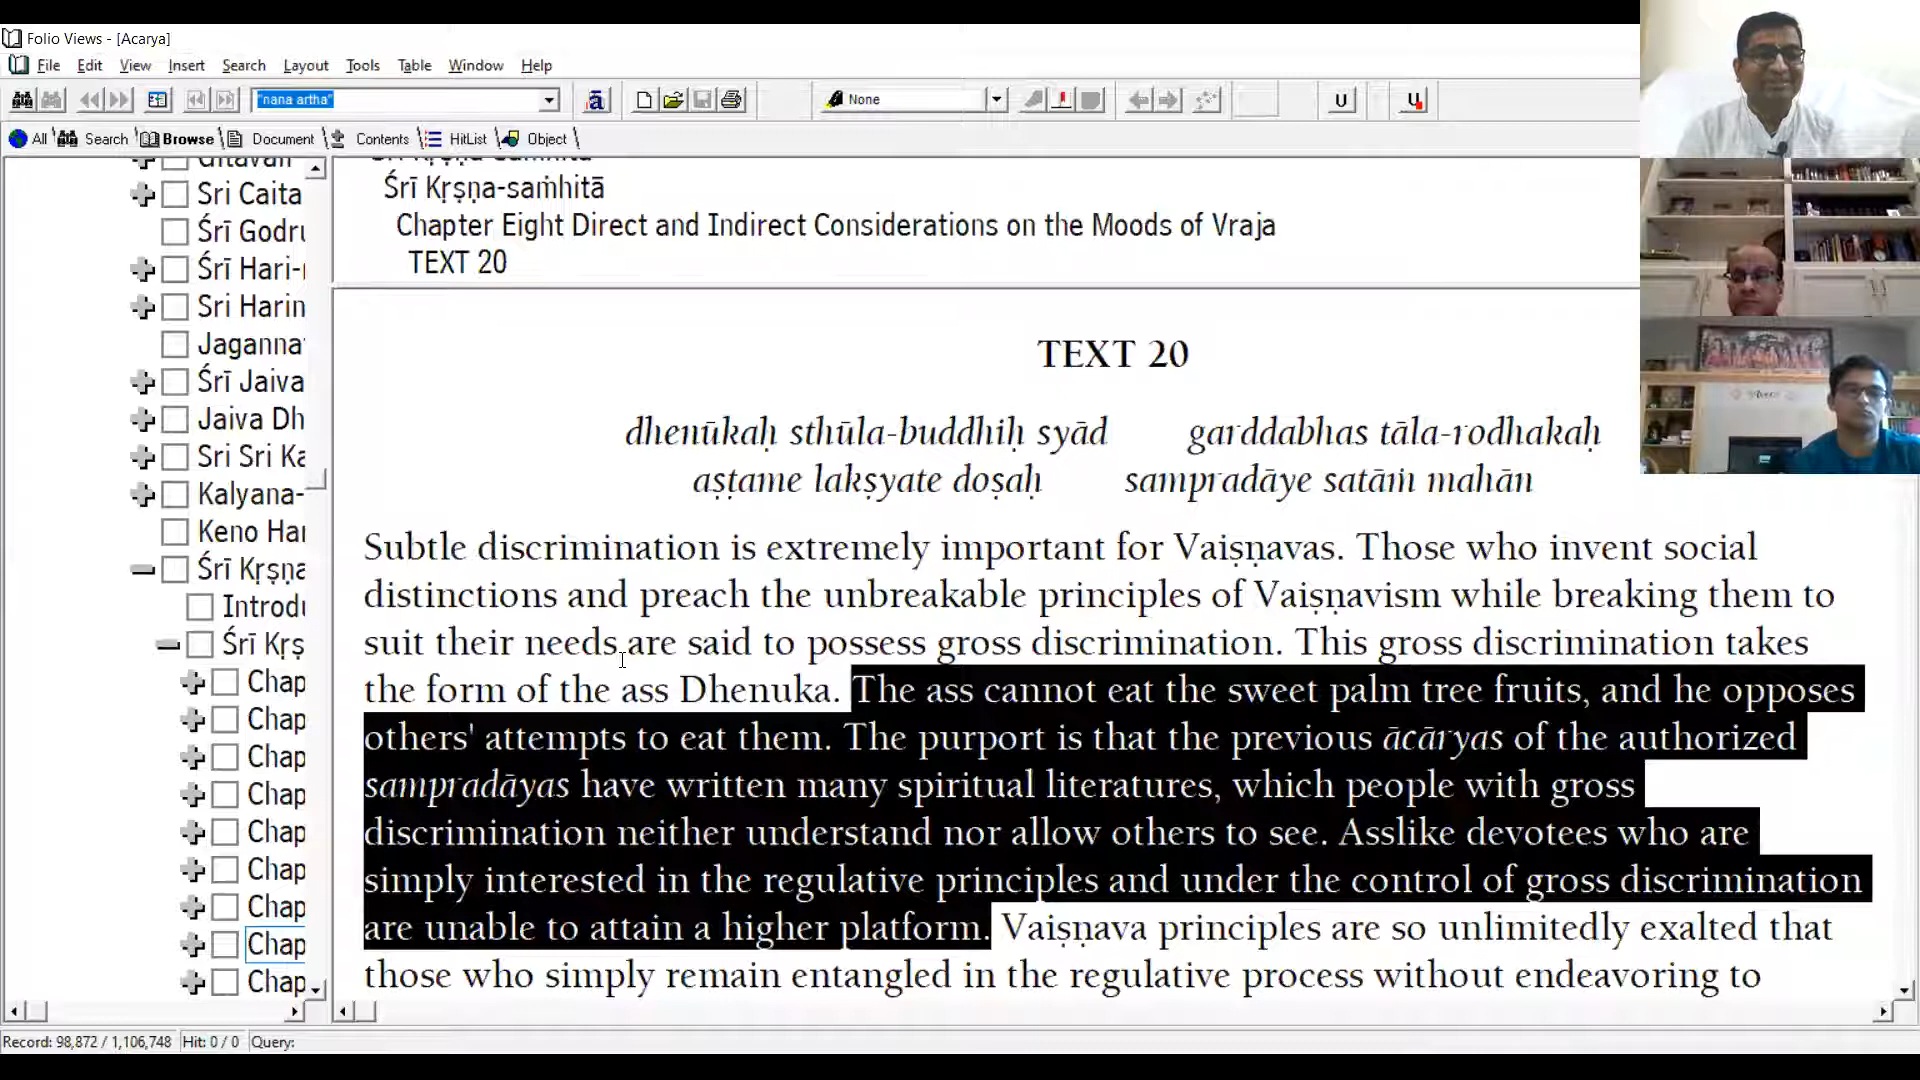 Folio Views - [Acarya]
File Edit View Insert Search Layout Tools Table Window Help
"nana artha" ā None U U
All Search Browse Document Contents HitList Object
Gītāvalī
Sri Caita
Śrī Godru
Śrī Hari-
Sri Harin
Jaganna
Śrī Jaiva
Jaiva Dh
Sri Sri Ka
Kalyana-
Keno Har
Śrī Kṛṣṇa
Introdu
Śrī Kṛṣ
Chap
Chap
Chap
Chap
Chap
Chap
Chap
Chap
Chap
Śrī Kṛṣṇa-saṁhitā
Śrī Kṛṣṇa-saṁhitā
Chapter Eight Direct and Indirect Considerations on the Moods of Vraja
TEXT 20
TEXT 20
dhenūkaḥ sthūla-buddhiḥ syād garddabhas tāla-rodhakaḥ
aṣṭame lakṣyate doṣaḥ sampradāye satāṁ mahān
Subtle discrimination is extremely important for Vaiṣṇavas. Those who invent social
distinctions and preach the unbreakable principles of Vaiṣṇavism while breaking them to
suit their needs are said to possess gross discrimination. This gross discrimination takes
the form of the ass Dhenuka. The ass cannot eat the sweet palm tree fruits, and he opposes
others' attempts to eat them. The purport is that the previous ācāryas of the authorized
sampradāyas have written many spiritual literatures, which people with gross
discrimination neither understand nor allow others to see. Asslike devotees who are
simply interested in the regulative principles and under the control of gross discrimination
are unable to attain a higher platform. Vaiṣṇava principles are so unlimitedly exalted that
those who simply remain entangled in the regulative process without endeavoring to
Record: 98,872 / 1,106,748 Hit: 0 / 0 Query: